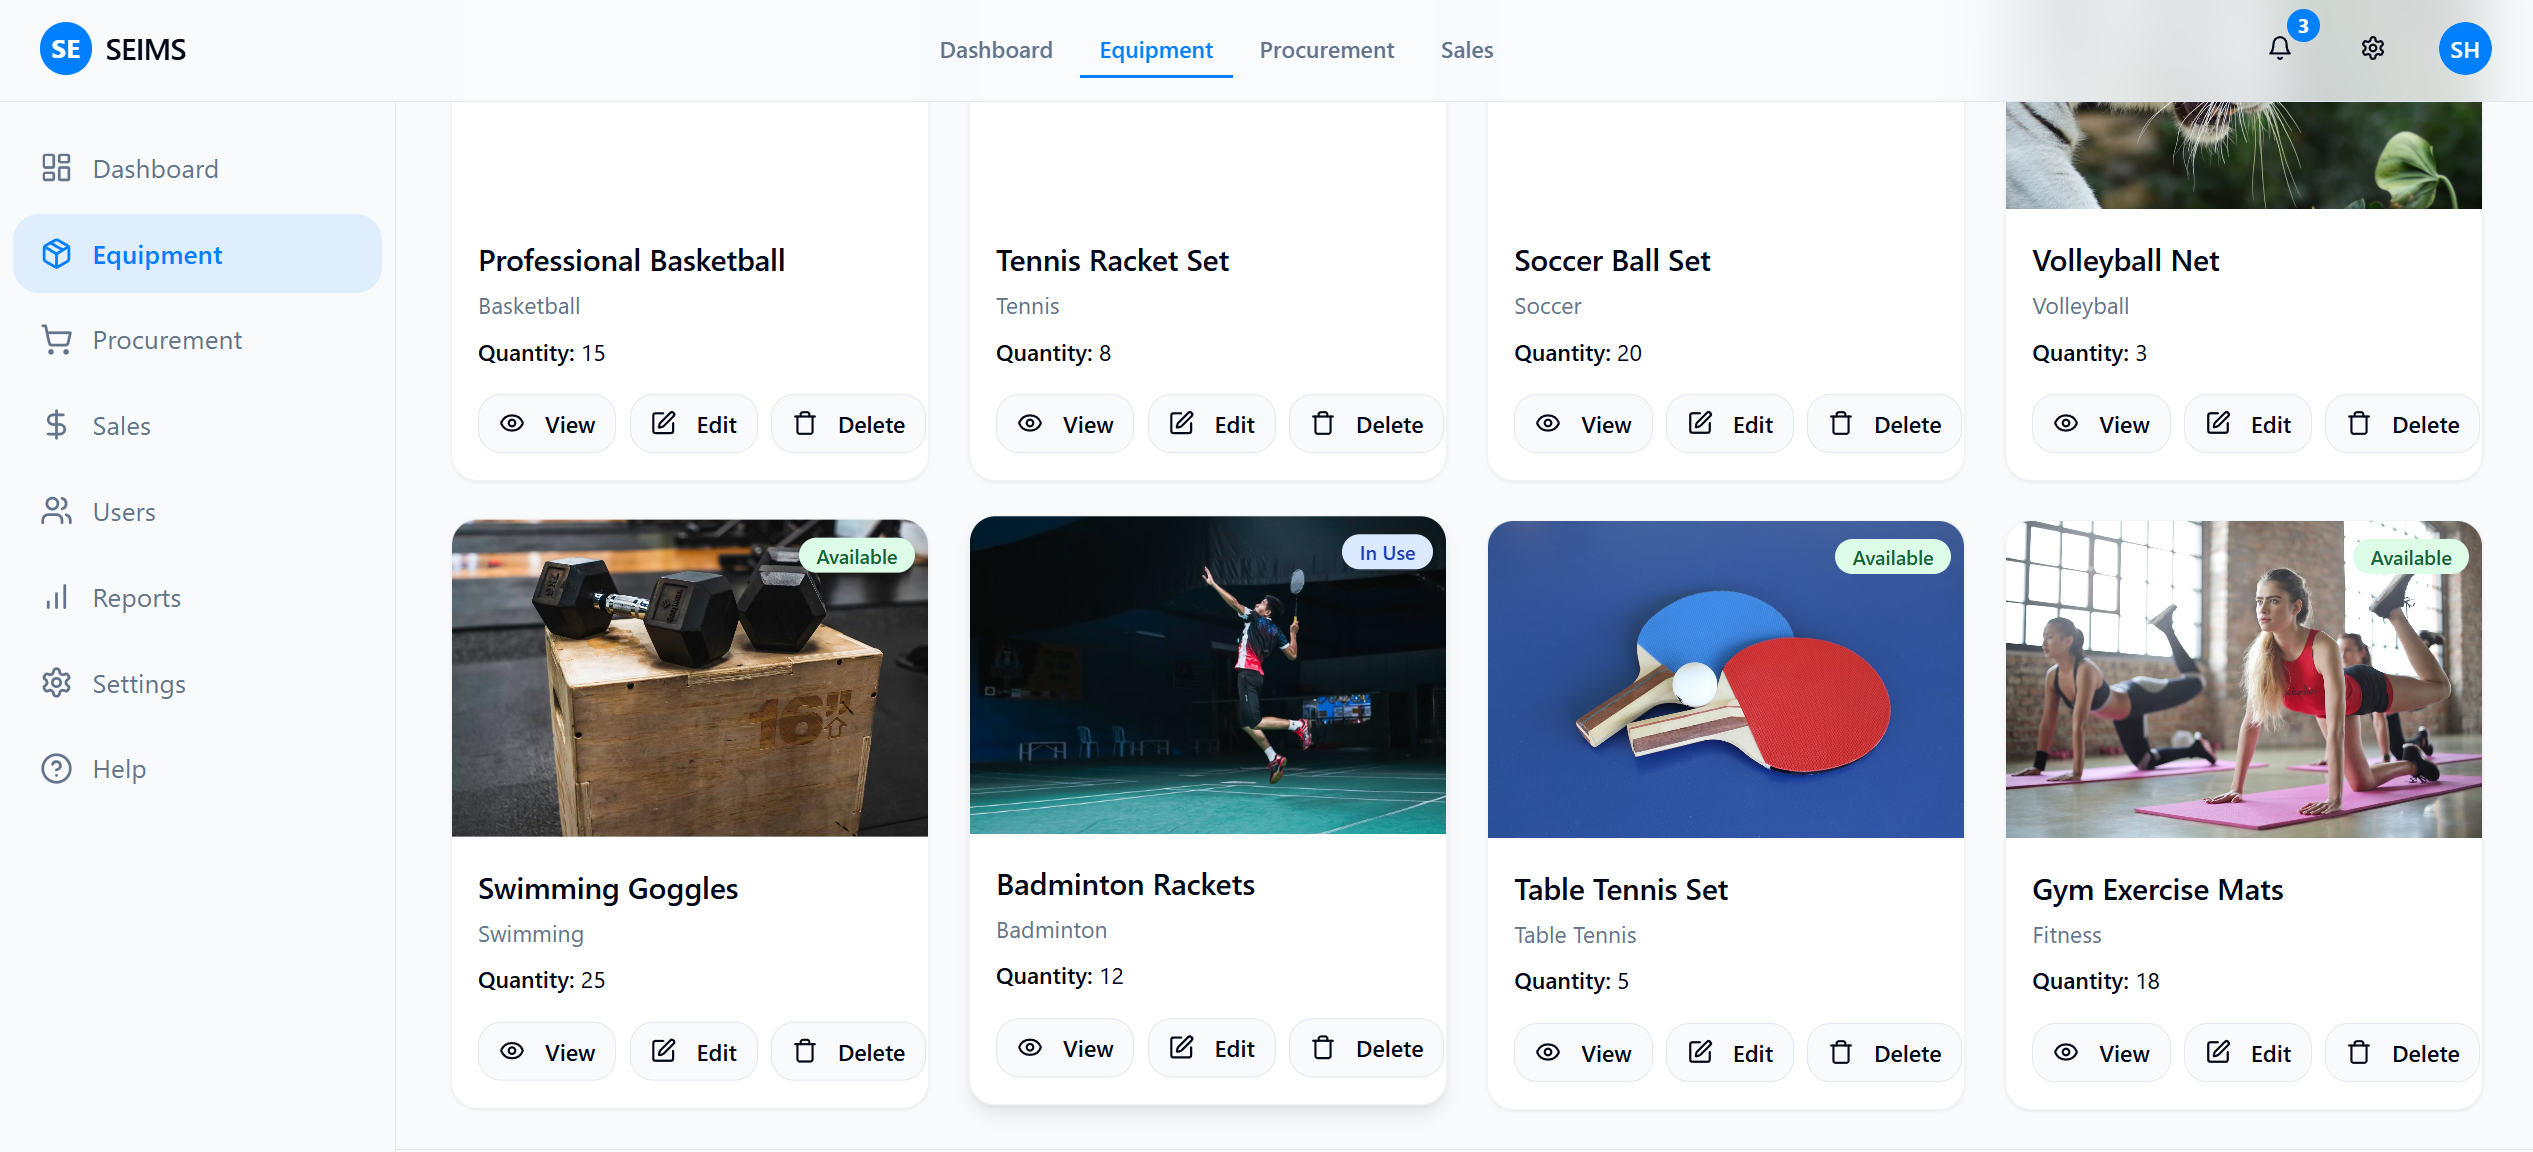 SE SEIMS
Dashboard Equipment Procurement Sales
3
SH
Dashboard
Equipment
Procurement
Sales
Users
Reports
Settings
Help
Professional Basketball
Basketball
Quantity: 15
View Edit Delete
Tennis Racket Set
Tennis
Quantity: 8
View Edit Delete
Soccer Ball Set
Soccer
Quantity: 20
View Edit Delete
Volleyball Net
Volleyball
Quantity: 3
View Edit Delete
Available
16"
Swimming Goggles
Swimming
Quantity: 25
View Edit Delete
In Use
Badminton Rackets
Badminton
Quantity: 12
View Edit Delete
Available
Table Tennis Set
Table Tennis
Quantity: 5
View Edit Delete
Available
Gym Exercise Mats
Fitness
Quantity: 18
View Edit Delete